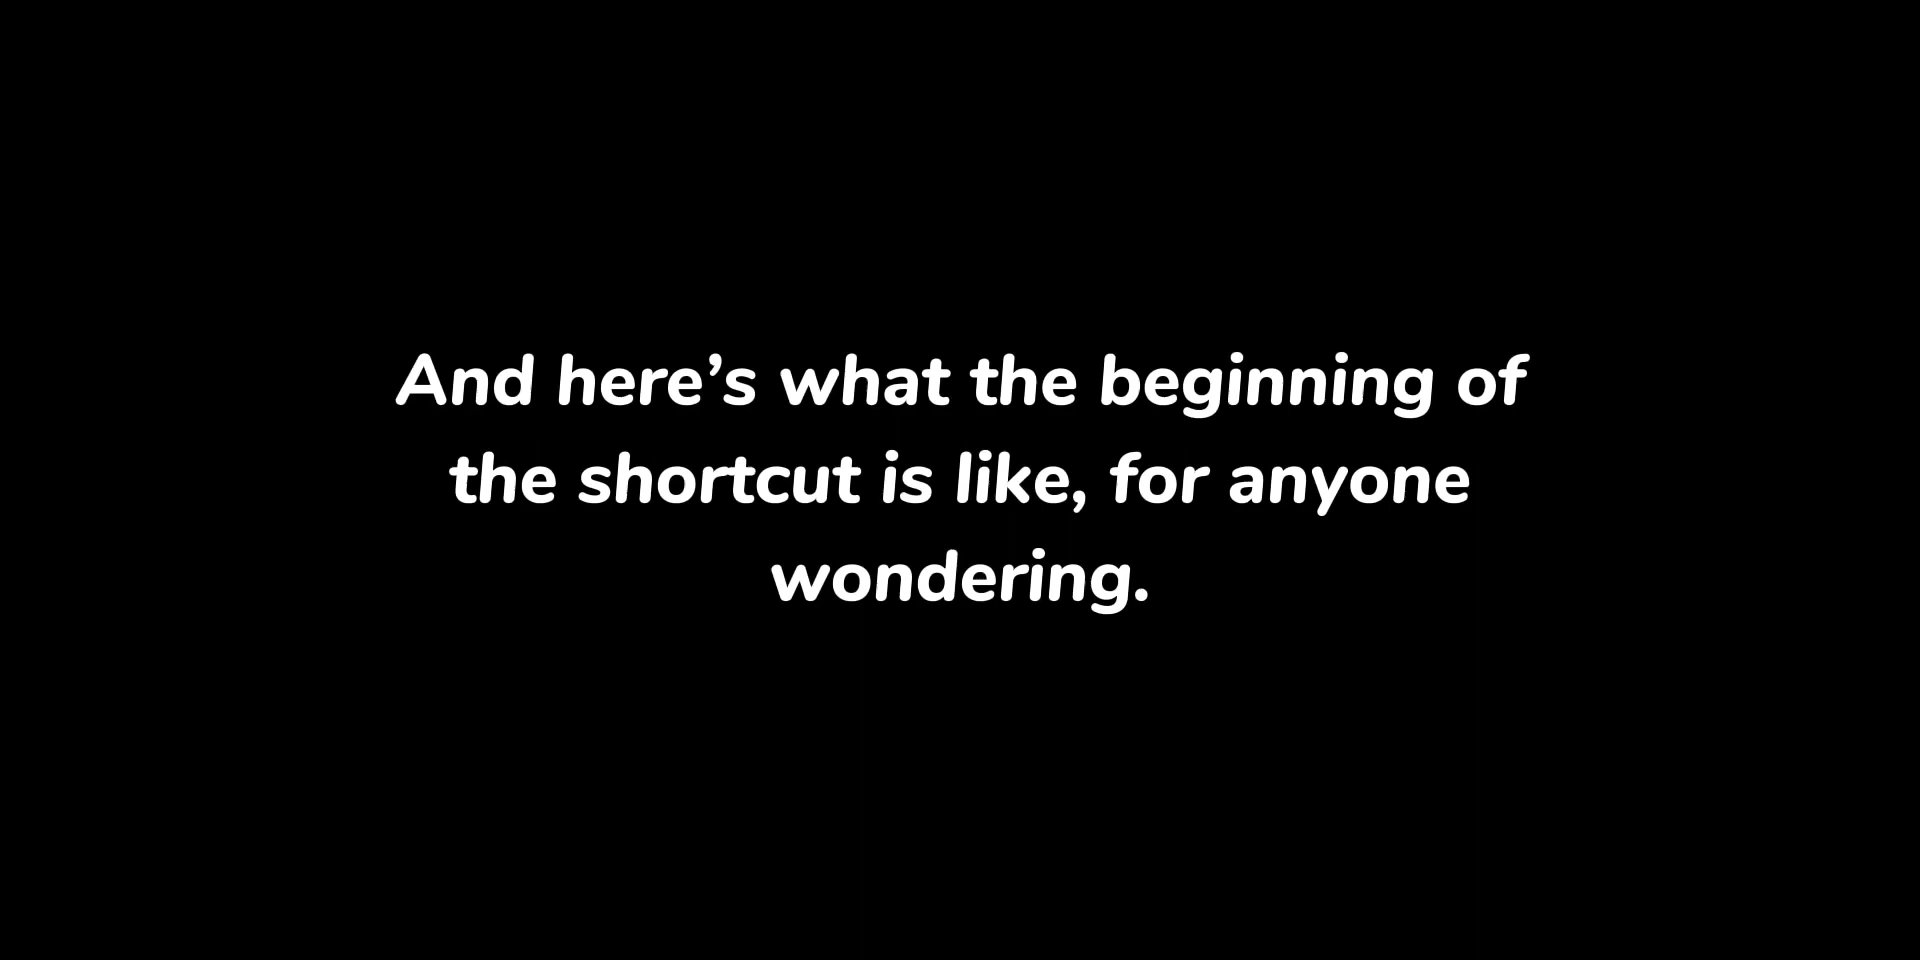 And here’s what the beginning of
the shortcut is like, for anyone
wondering.